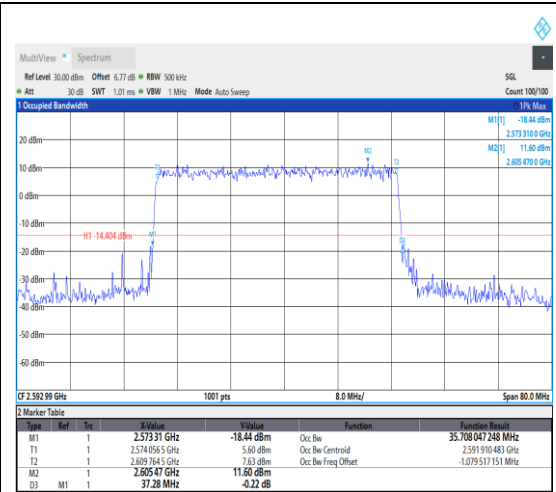 MultiView Spectrum
Ref Level 30.00 dBm Offset 6.77 dB RBW 500 kHz SGL
Att 30 dB SWT 1.01 ms VBW 1 MHz Mode Auto Sweep Count 100/100
1 Occupied Bandwidth 1Pk Max
M1[1] -18.44 dBm
2.573 310 0 GHz
M2[1] 11.60 dBm
2.605 470 0 GHz
M2
T1 T2
20 dBm
10 dBm
0 dBm
-10 dBm
H1 -14.404 dBm
M1
D3
-20 dBm
-30 dBm
-40 dBm
-50 dBm
-60 dBm
CF 2.592 99 GHz 1001 pts 8.0 MHz/ Span 80.0 MHz
2 Marker Table
Type Ref Trc X-Value Y-Value Function Function Result
M1 1 2.573 31 GHz -18.44 dBm Occ Bw 35.708 047 248 MHz
T1 1 2.574 056 5 GHz 5.60 dBm Occ Bw Centroid 2.591 910 483 GHz
T2 1 2.609 764 5 GHz 7.63 dBm Occ Bw Freq Offset -1.079 517 151 MHz
M2 1 2.605 47 GHz 11.60 dBm
D3 M1 1 37.28 MHz -0.22 dB